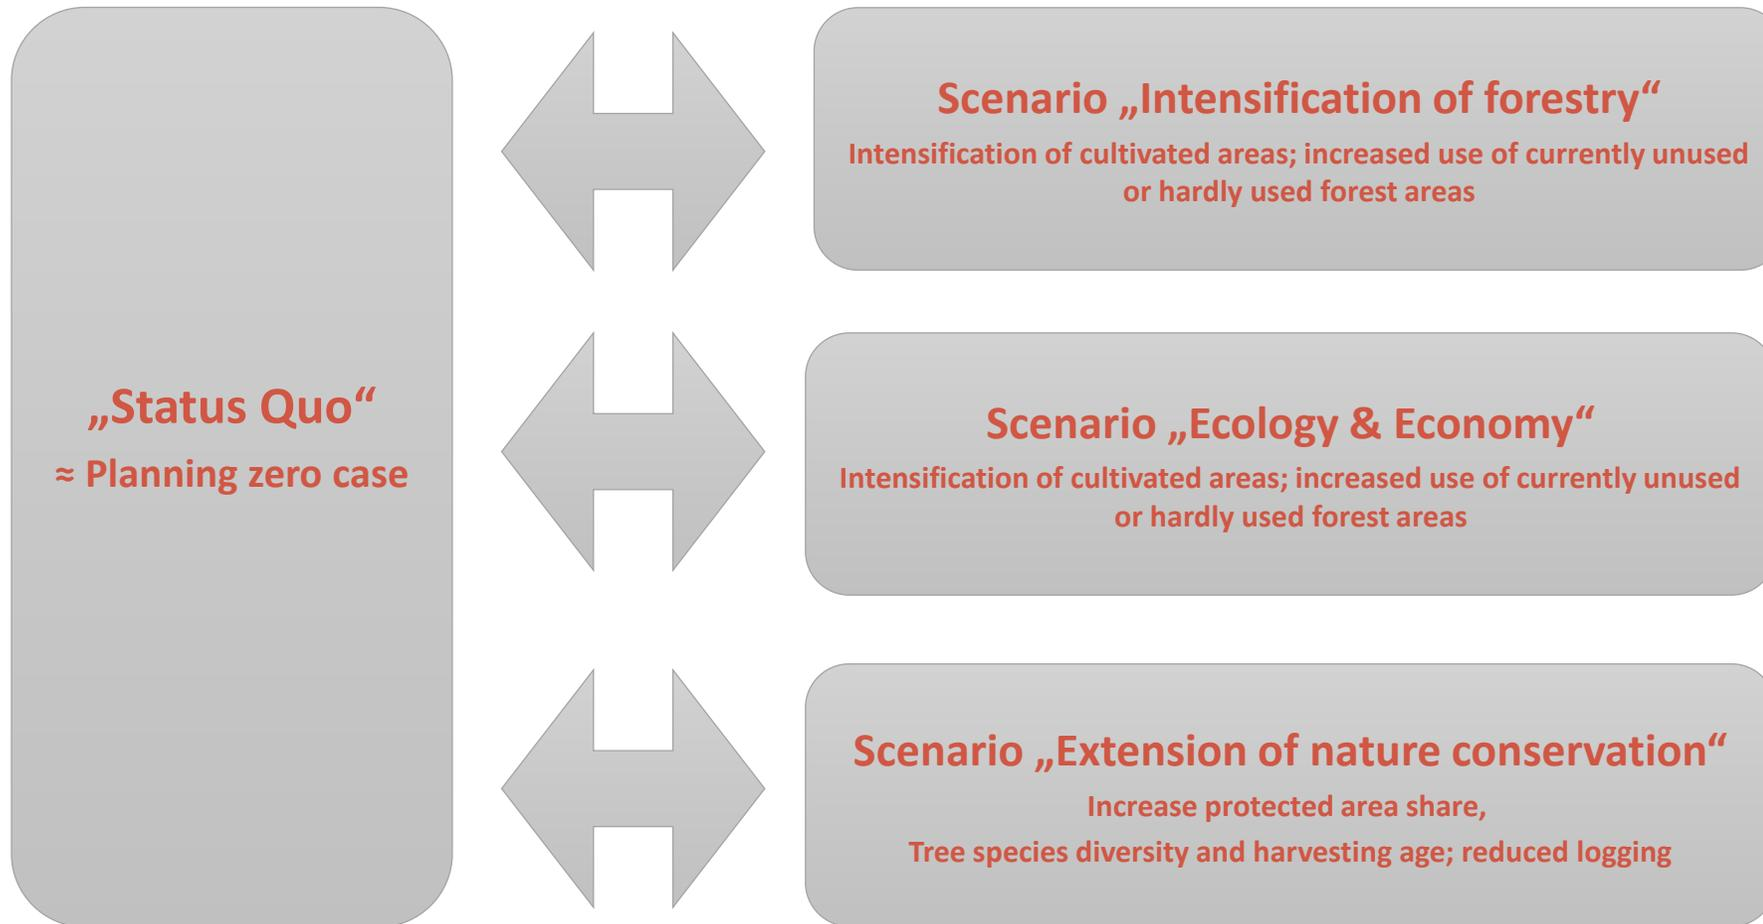 „Status Quo“
≈ Planning zero case
Scenario „Intensification of forestry“
Intensification of cultivated areas; increased use of currently unused
or hardly used forest areas
Scenario „Ecology & Economy“
Intensification of cultivated areas; increased use of currently unused
or hardly used forest areas
Scenario „Extension of nature conservation“
Increase protected area share,
Tree species diversity and harvesting age; reduced logging